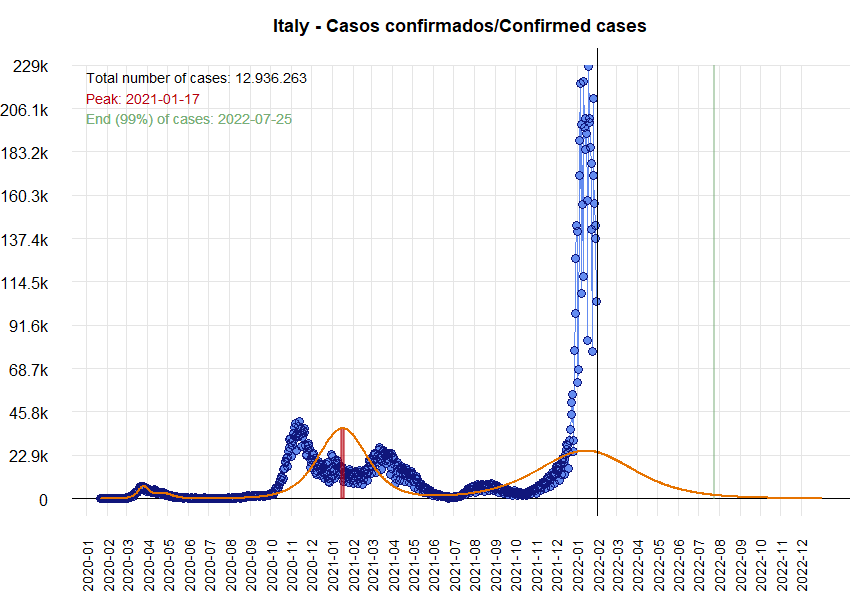 Italy - Casos confirmados/Confirmed cases
229k
206.1k
183.2k
160.3k
137.4k
114.5k
91.6k
68.7k
45.8k
22.9k
0
Total number of cases: 12.936.263
Peak: 2021-01-17
End (99%) of cases: 2022-07-25
2020-01
2020-02
2020-03
2020-04
2020-05
2020-06
2020-07
2020-08
2020-09
2020-10
2020-11
2020-12
2021-01
2021-02
2021-03
2021-04
2021-05
2021-06
2021-07
2021-08
2021-09
2021-10
2021-11
2021-12
2022-01
2022-02
2022-03
2022-04
2022-05
2022-06
2022-07
2022-08
2022-09
2022-10
2022-11
2022-12